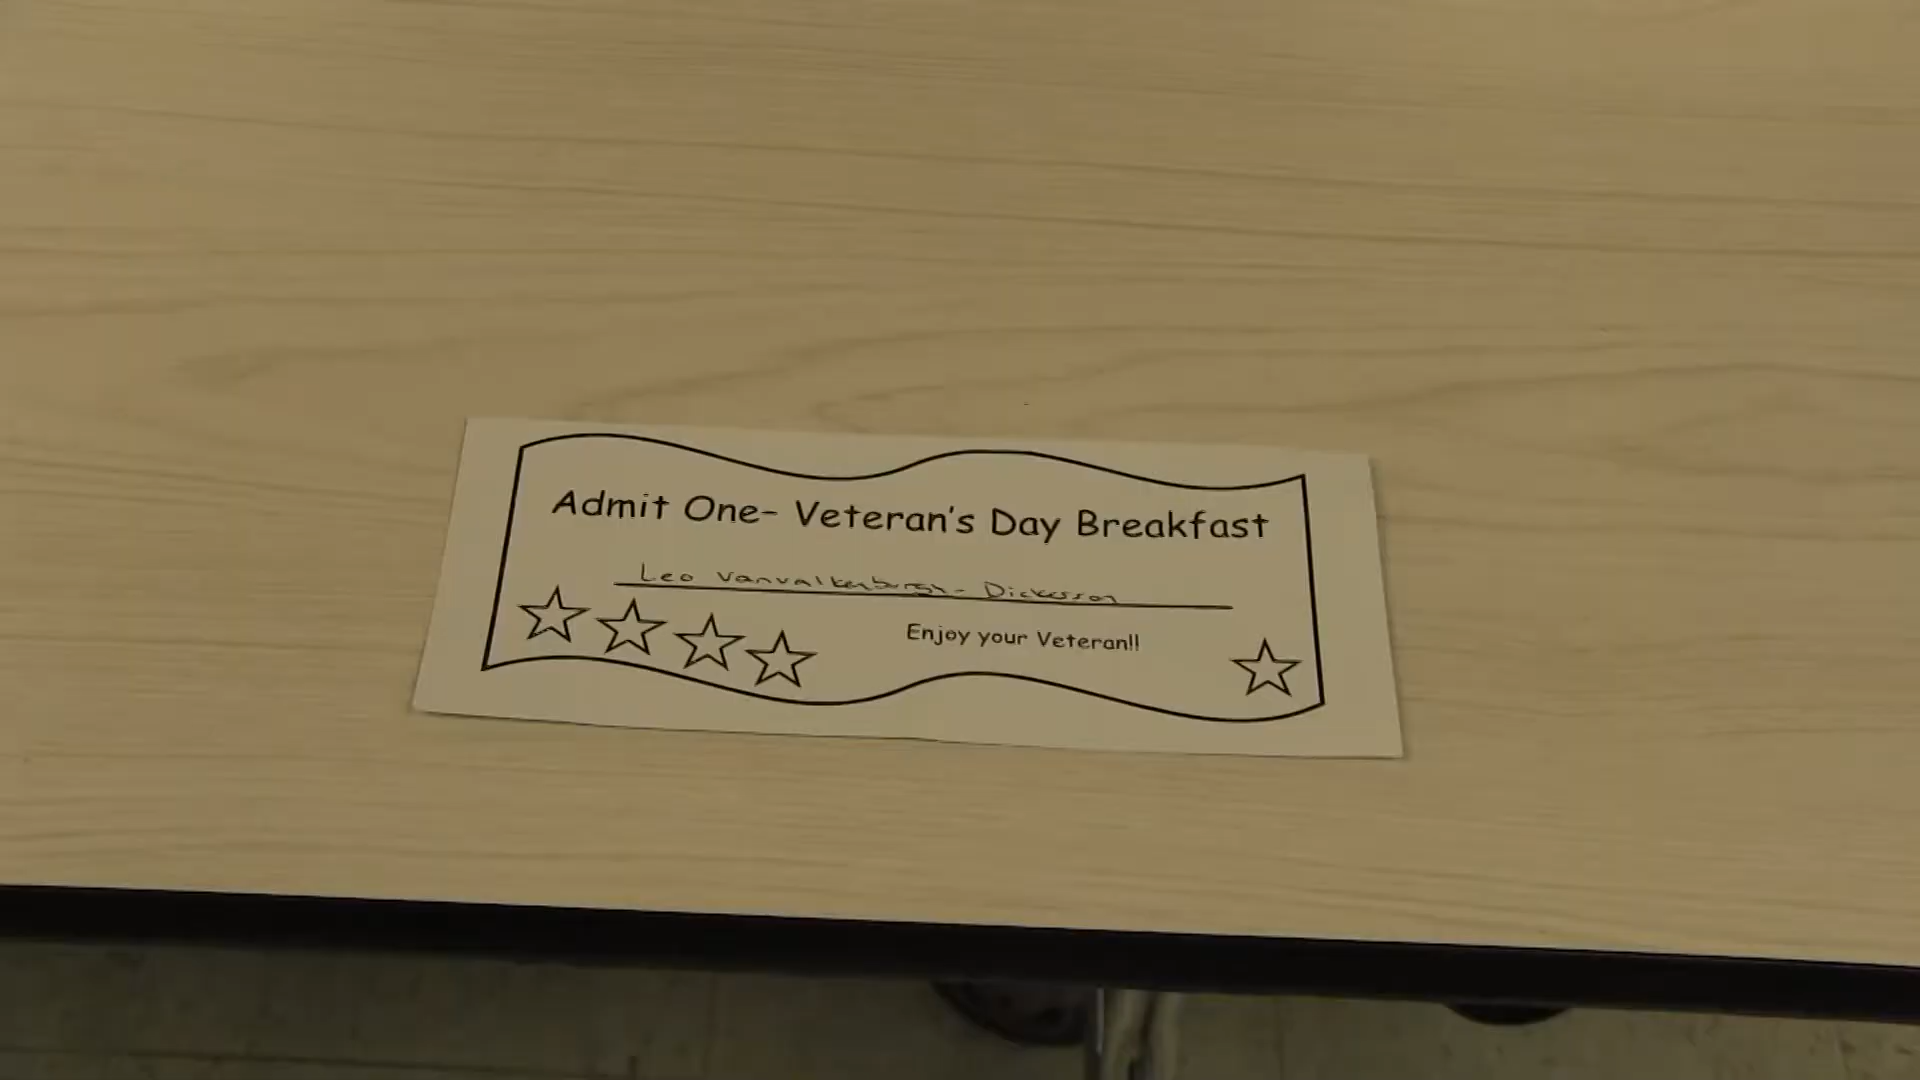 Admit One- Veteran's Day Breakfast
Leo Vanvalkenburgh- Dickerson
Enjoy your Veteran!!